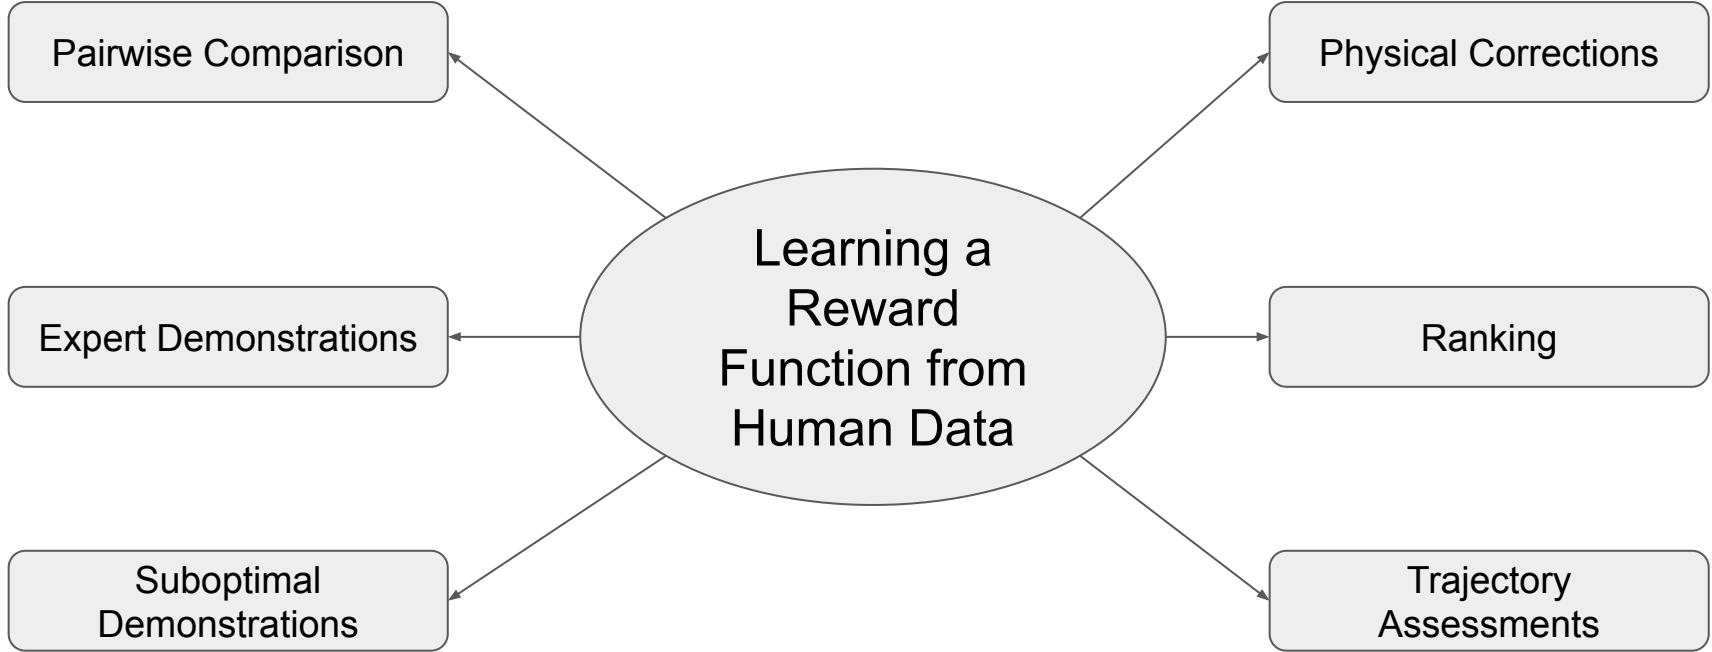 Pairwise Comparison
Physical Corrections
Learning a
Reward
Function from
Human Data
Expert Demonstrations
Ranking
Suboptimal
Demonstrations
Trajectory
Assessments